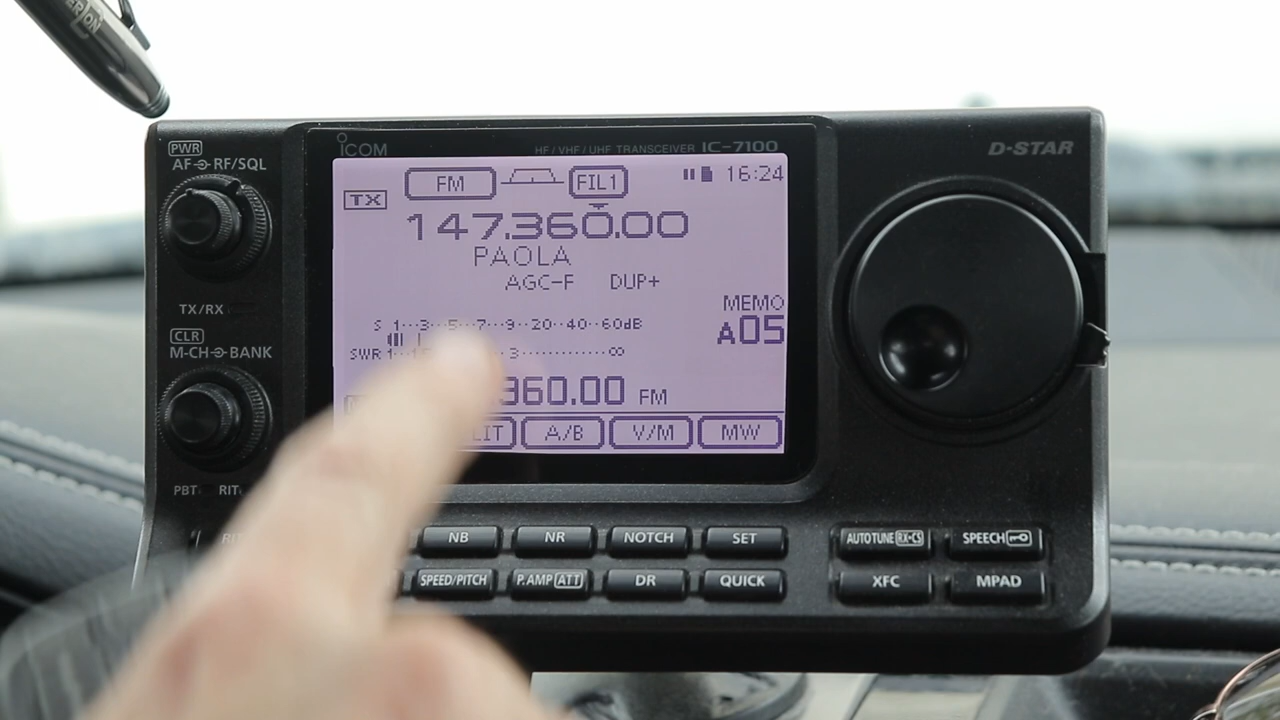 PWR
AF RF/SQL
ICOM
HF / VHF / UHF TRANSCEIVER IC-7100
D-STAR
FM
FIL1
16:24
TX
147.360.00
PAOLA
AGC-F DUP+
MEMO
A05
TX/RX
S 1···3···5···7···9··20··40··60dB
CLR
M-CH BANK
SWR 1
3············∞
360.00 FM
A/B
V/M
MW
PBT RIT
NB
NR
NOTCH
SET
AUTOTUNE RX-CS
SPEECH
SPEED/PITCH
P.AMP ATT
DR
QUICK
XFC
MPAD